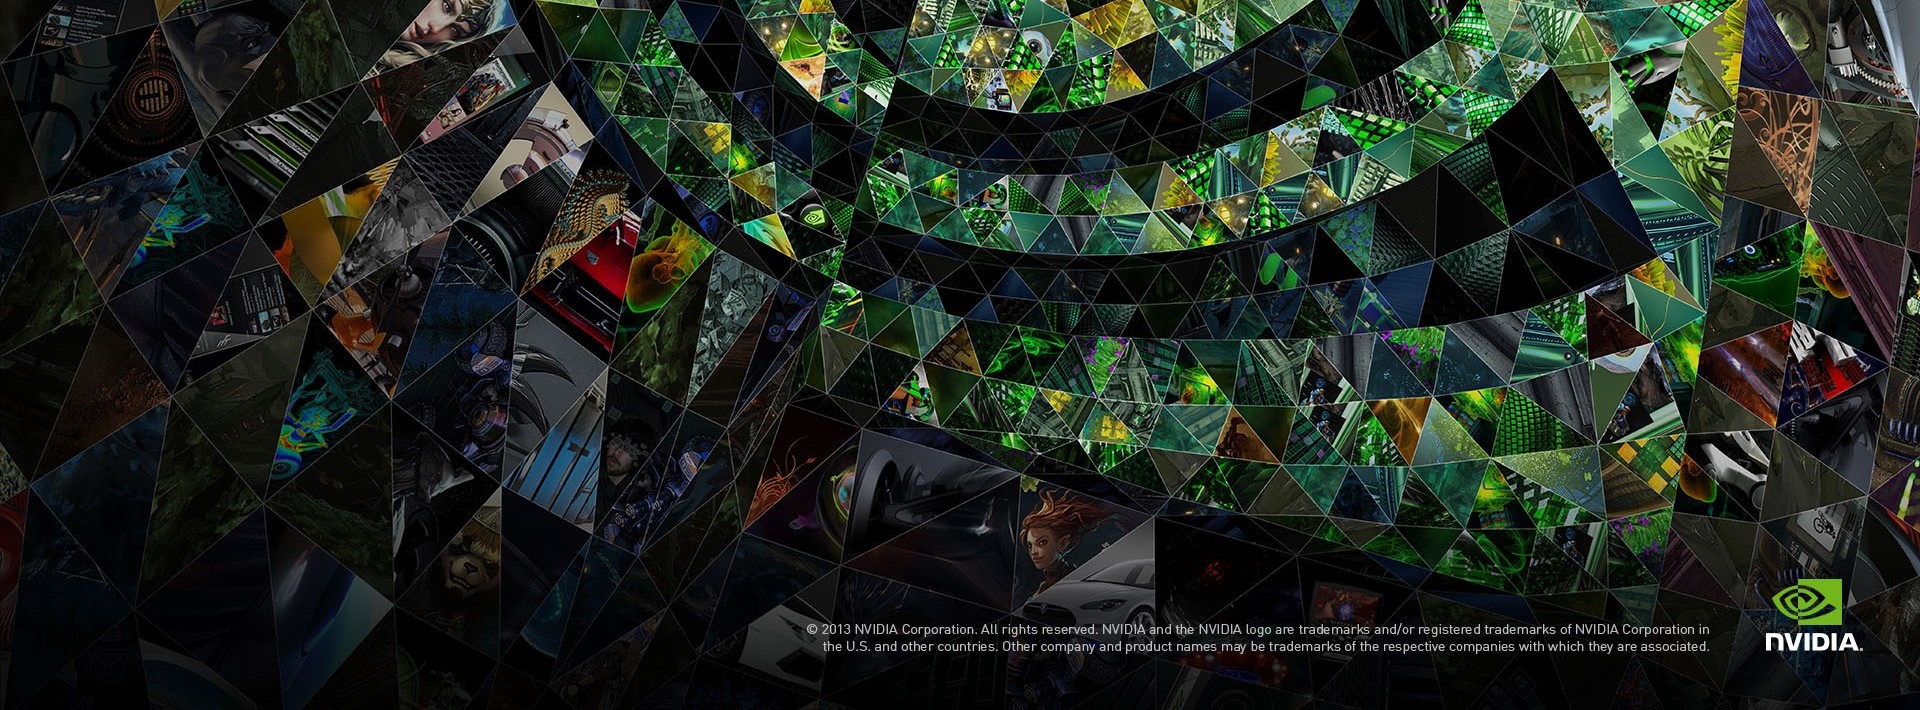 © 2013 NVIDIA Corporation. All rights reserved. NVIDIA and the NVIDIA logo are trademarks and/or registered trademarks of NVIDIA Corporation in
the U.S. and other countries. Other company and product names may be trademarks of the respective companies with which they are associated.
NVIDIA.